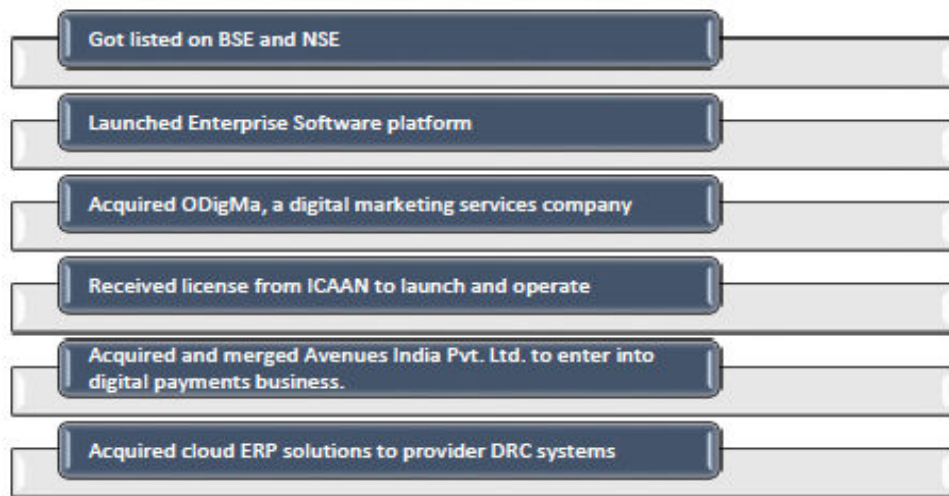 Got listed on BSE and NSE
Launched Enterprise Software platform
Acquired ODigMa, a digital marketing services company
Received license from ICAAN to launch and operate
Acquired and merged Avenues India Pvt. Ltd. to enter into
digital payments business.
Acquired cloud ERP solutions to provider DRC systems